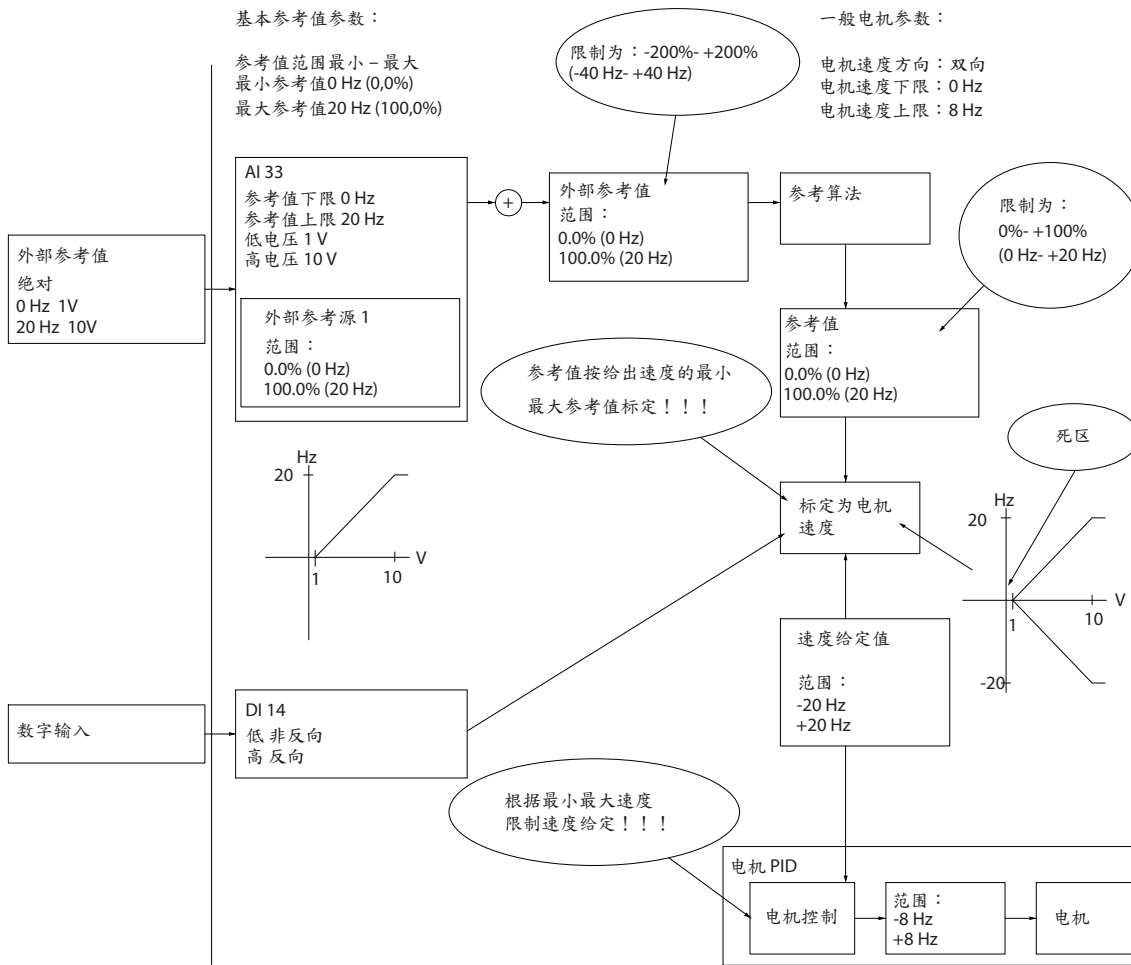 基本参考值参数：
参考值范围最小 – 最大
最小参考值0 Hz (0,0%)
最大参考值20 Hz (100,0%)
限制为：-200%- +200%
(-40 Hz- +40 Hz)
一般电机参数：
电机速度方向：双向
电机速度下限：0 Hz
电机速度上限：8 Hz
外部参考值
绝对
0 Hz 1V
20 Hz 10V
AI 33
参考值下限 0 Hz
参考值上限 20 Hz
低电压 1 V
高电压 10 V
外部参考源 1
范围：
0.0% (0 Hz)
100.0% (20 Hz)
+
外部参考值
范围：
0.0% (0 Hz)
100.0% (20 Hz)
参考算法
限制为：
0%- +100%
(0 Hz- +20 Hz)
参考值
范围：
0.0% (0 Hz)
100.0% (20 Hz)
参考值按给出速度的最小
最大参考值标定！！！
死区
Hz
20
1
10
V
标定为电机
速度
Hz
20
1
10
V
-20
速度给定值
范围：
-20 Hz
+20 Hz
数字输入
DI 14
低 非反向
高 反向
根据最小最大速度
限制速度给定！！！
电机 PID
电机控制
范围：
-8 Hz
+8 Hz
电机